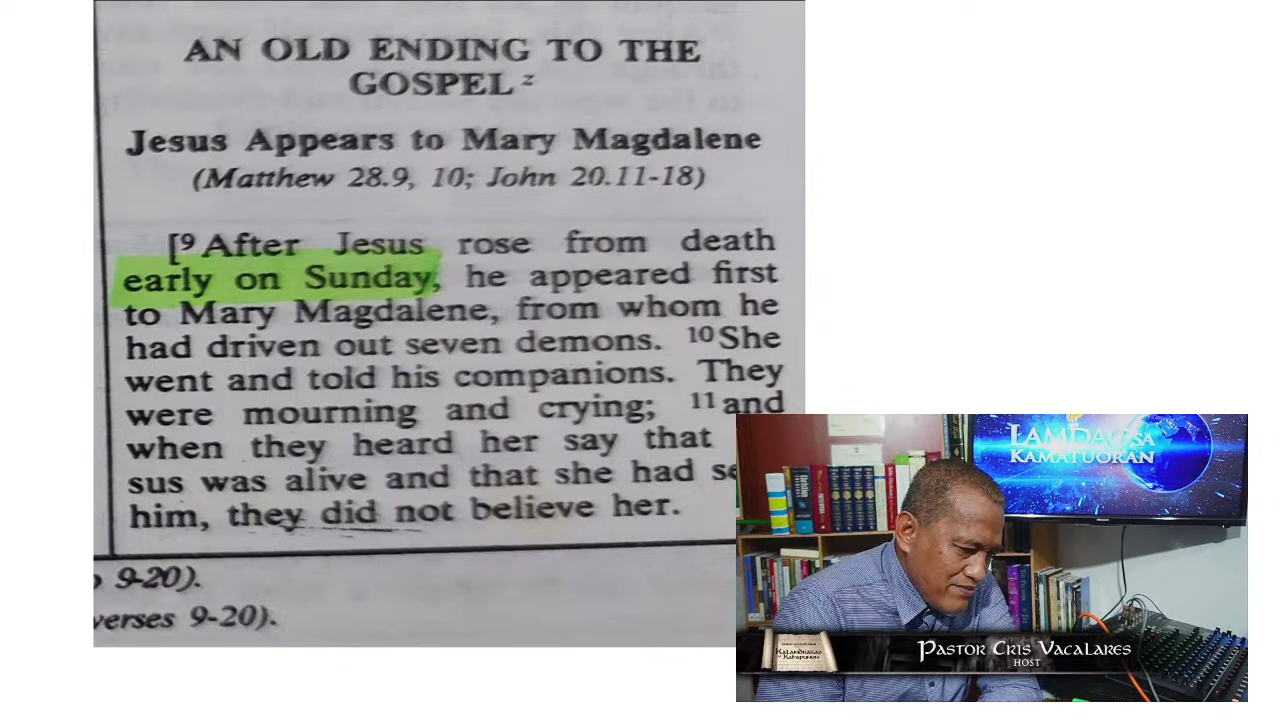 AN OLD ENDING TO THE
GOSPEL z
Jesus Appears to Mary Magdalene
(Matthew 28.9, 10; John 20.11-18)
[9 After Jesus rose from death
early on Sunday, he appeared first
to Mary Magdalene, from whom he
had driven out seven demons. 10 She
went and told his companions. They
were mourning and crying; 11 and
when they heard her say that
sus was alive and that she had se
him, they did not believe her.
9-20).
verses 9-20).
LAMDAG SA
KAMATUORAN
PASTOR CRIS VACALARES
HOST